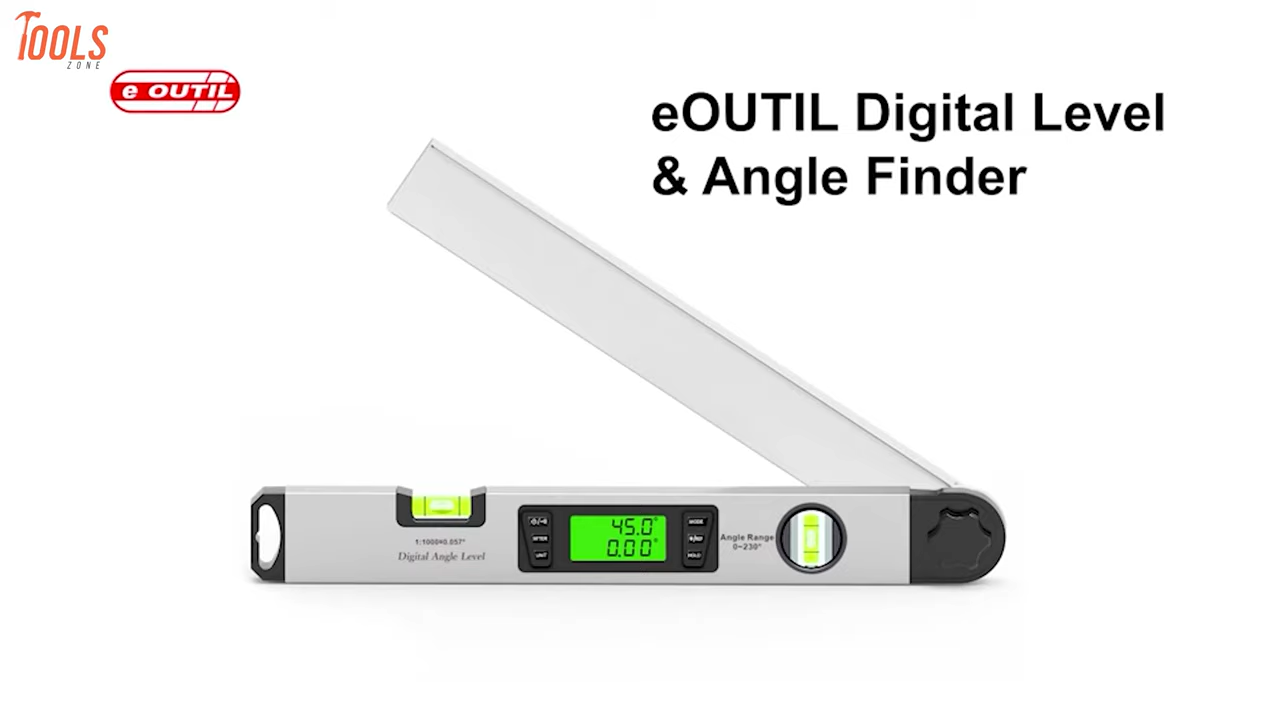 TOOLS
ZONE
e OUTIL
eOUTIL Digital Level
& Angle Finder
1:1000≌0.057°
Digital Angle Level
45.0°
0.00°
MODE
UNIT
HOLD
Angle Range
0~230°